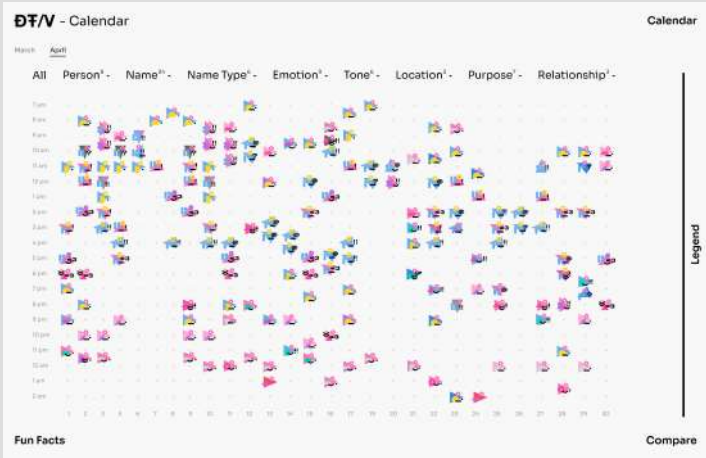 ĐŦ/V - Calendar
Calendar
March April
All Person - Name - Name Type - Emotion - Tone - Location - Purpose - Relationship -
7 am
8 am
9 am
10 am
11 am
12 pm
1 pm
2 pm
3 pm
4 pm
5 pm
6 pm
7 pm
8 pm
9 pm
10 pm
11 pm
12 am
1 am
2 am
1 2 3 4 5 6 7 8 9 10 11 12 13 14 15 16 17 18 19 20 21 22 23 24 25 26 27 28 29 30
Legend
Fun Facts
Compare